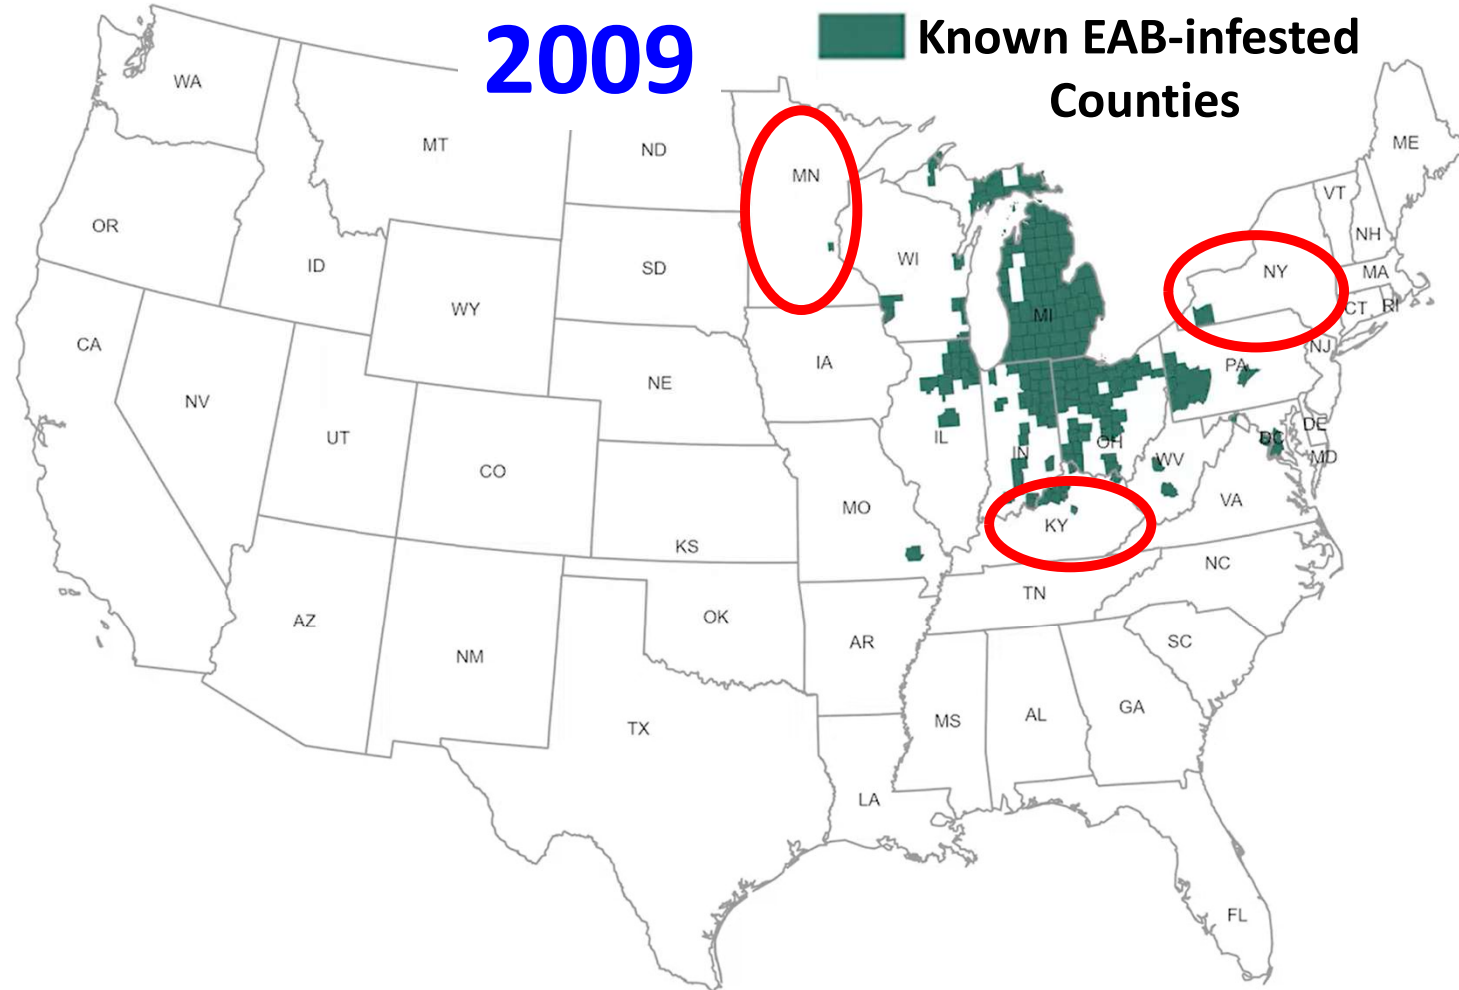 2009
Known EAB-infested
Counties
WA
MT
ND
MN
ME
VT
NH
OR
ID
SD
WI
NY
MA
WY
MI
CT
RI
CA
NV
IA
NJ
PA
NE
UT
IL
IN
OH
DC
DE
MD
CO
WV
VA
KS
MO
KY
NC
AZ
NM
OK
AR
TN
SC
TX
MS
AL
GA
LA
FL